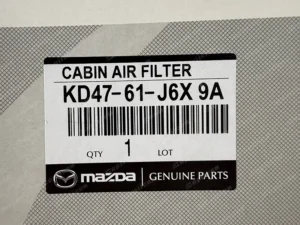 CABIN AIR FILTER
KD47-61-J6X 9A
QTY 1 LOT
mazda GENUINE PARTS